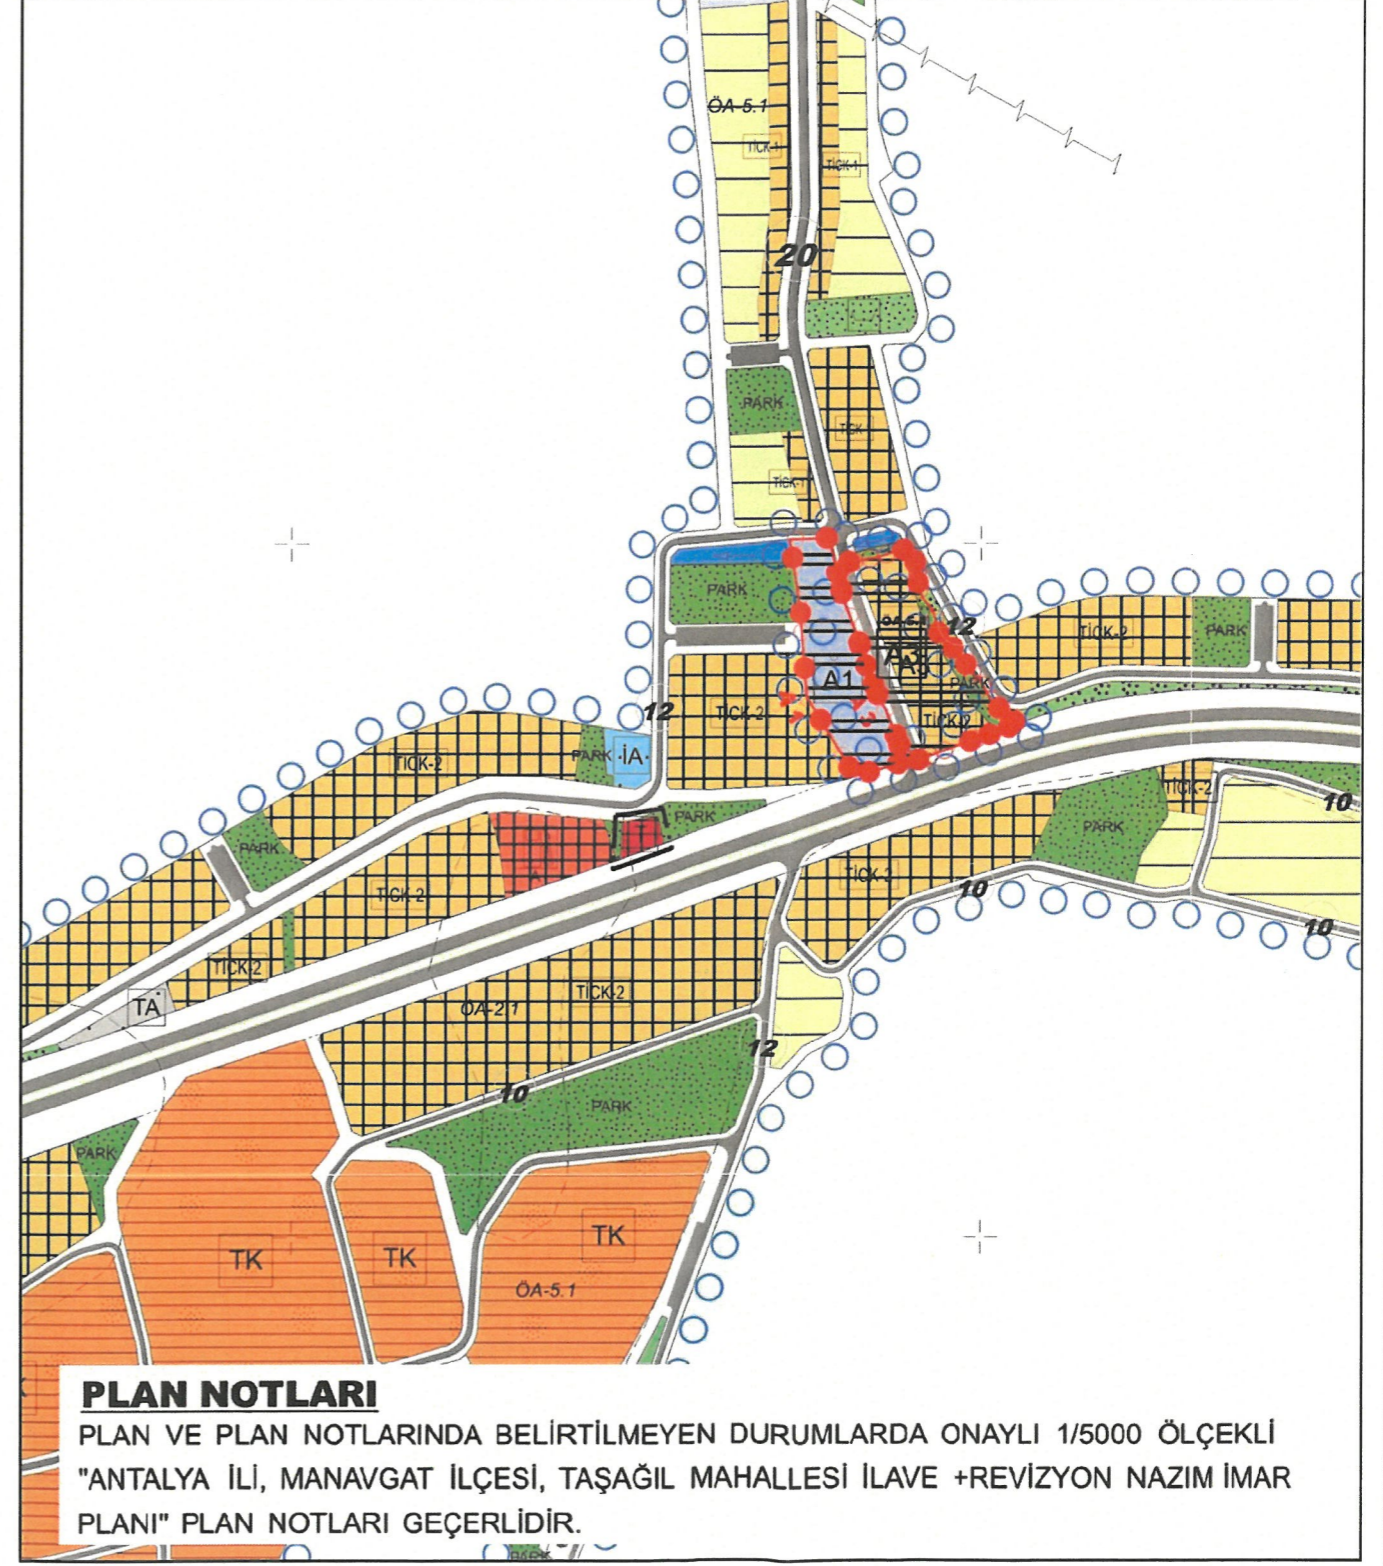 ÖA-5.1
TİCK-1
TİCK-1
20
PARK
TİCK-1
PARK
12
TİCK-2
PARK
A1
PARK
TİCK-2
12
TİCK-2
TİCK-2
PARK
İA
TİCK-2
10
PARK
PARK
PARK
TİCK-2
TİCK-2
10
10
TİCK-2
TİCK-2
ÖA-2.1
TA
12
10
PARK
PARK
TK
TK
TK
ÖA-5.1
PLAN NOTLARI
PLAN VE PLAN NOTLARINDA BELİRTİLMEYEN DURUMLARDA ONAYLI 1/5000 ÖLÇEKLİ
"ANTALYA İLİ, MANAVGAT İLÇESİ, TAŞAĞIL MAHALLESİ İLAVE +REVİZYON NAZIM İMAR
PLANI" PLAN NOTLARI GEÇERLİDİR.
PARK